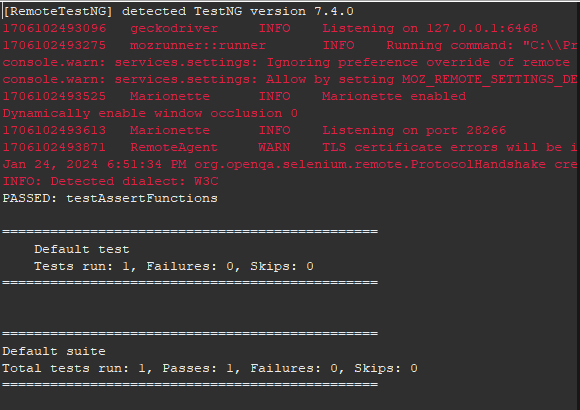 [RemoteTestNG] detected TestNG version 7.4.0
1706102493096 geckodriver INFO Listening on 127.0.0.1:6468
1706102493275 mozrunner::runner INFO Running command: "C:\\Pr
console.warn: services.settings: Ignoring preference override of remote
console.warn: services.settings: Allow by setting MOZ_REMOTE_SETTINGS_DE
1706102493525 Marionette INFO Marionette enabled
Dynamically enable window occlusion 0
1706102493613 Marionette INFO Listening on port 28266
1706102493871 RemoteAgent WARN TLS certificate errors will be i
Jan 24, 2024 6:51:34 PM org.openqa.selenium.remote.ProtocolHandshake cre
INFO: Detected dialect: W3C
PASSED: testAssertFunctions
===============================================
Default test
Tests run: 1, Failures: 0, Skips: 0
===============================================
===============================================
Default suite
Total tests run: 1, Passes: 1, Failures: 0, Skips: 0
===============================================